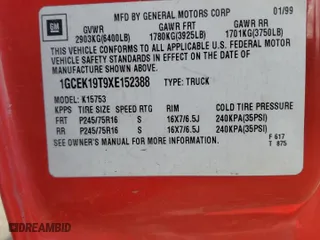 GM
MFD BY GENERAL MOTORS CORP 01/99
GVWR GAWR FRT GAWR RR
2903KG(6400LB) 1780KG(3925LB) 1701KG(3750LB)
THIS VEHICLE CONFORMS TO ALL APPLICABLE U.S. FEDERAL MOTOR
VEHICLE SAFETY AND THEFT PREVENTION STANDARDS IN EFFECT ON
THE DATE OF MANUFACTURE SHOWN ABOVE.
1GCEK19T9XE152388 TYPE: TRUCK
MODEL: K15753
KPPS TIRE SIZE SPEED RTG RIM COLD TIRE PRESSURE
FRT P245/75R16 S 16X7/6.5J 240KPA(35PSI)
RR P245/75R16 S 16X7/6.5J 240KPA(35PSI)
SEE OWNER'S MANUAL FOR MORE INFORMATION.
F 617
T 875
© DREAMBID